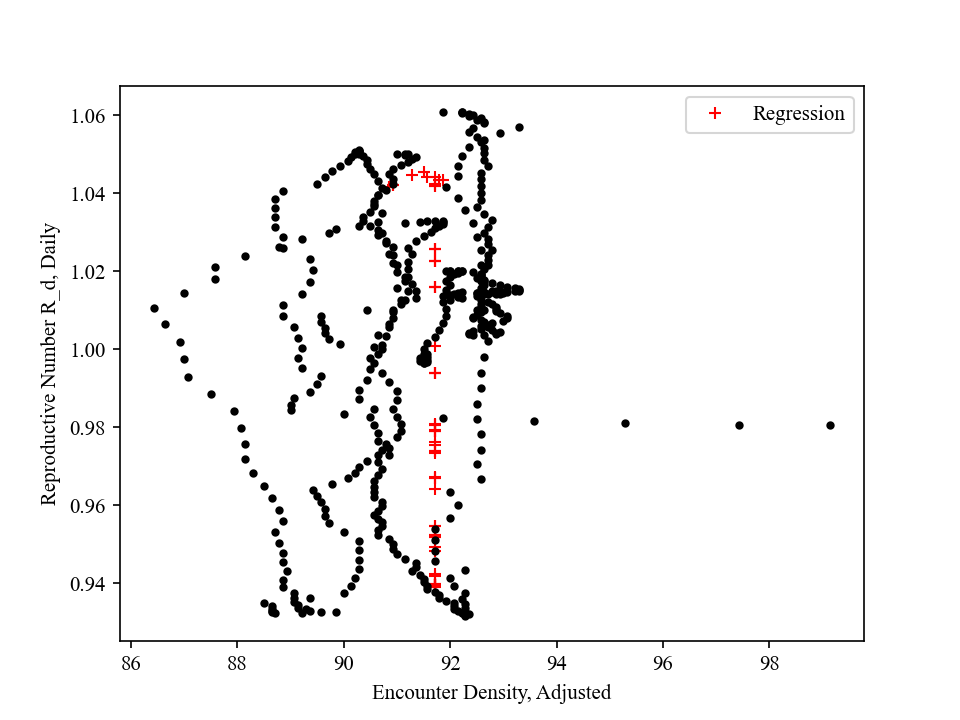 Regression
1.06
1.04
1.02
1.00
0.98
0.96
0.94
Reproductive Number R_d, Daily
86 88 90 92 94 96 98
Encounter Density, Adjusted